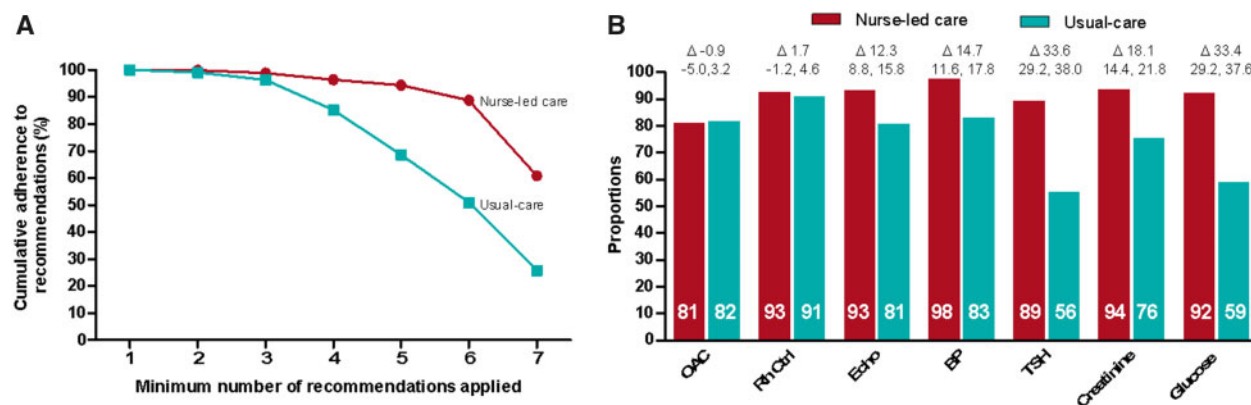 A
Cumulative adherence to
recommendations (%)
100
90
80
70
60
50
40
30
20
10
0
Nurse-led care
Usual-care
1 2 3 4 5 6 7
Minimum number of recommendations applied
B
Nurse-led care Usual-care
Δ -0.9 Δ 1.7 Δ 12.3 Δ 14.7 Δ 33.6 Δ 18.1 Δ 33.4
-5.0,3.2 -1.2, 4.6 8.8, 15.8 11.6, 17.8 29.2, 38.0 14.4, 21.8 29.2, 37.6
Proportions
100
90
80
70
60
50
40
30
20
10
0
81 82 93 91 93 81 98 83 89 56 94 76 92 59
OAC Rh Ctrl Echo BP TSH Creatinine Glucose